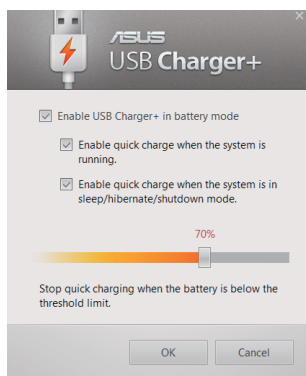 ASUS
USB Charger+
Enable USB Charger+ in battery mode
Enable quick charge when the system is
running.
Enable quick charge when the system is in
sleep/hibernate/shutdown mode.
70%
Stop quick charging when the battery is below the
threshold limit.
OK Cancel